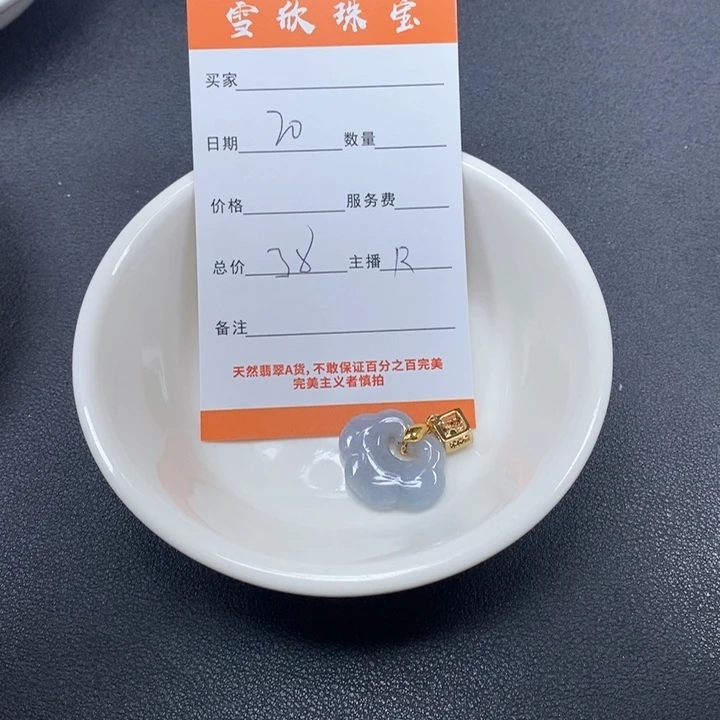 雪欣珠宝
买家
日期 20 数量
价格 服务费
总价 38 主播 R
备注
天然翡翠A货，不敢保证百分之百完美
完美主义者慎拍